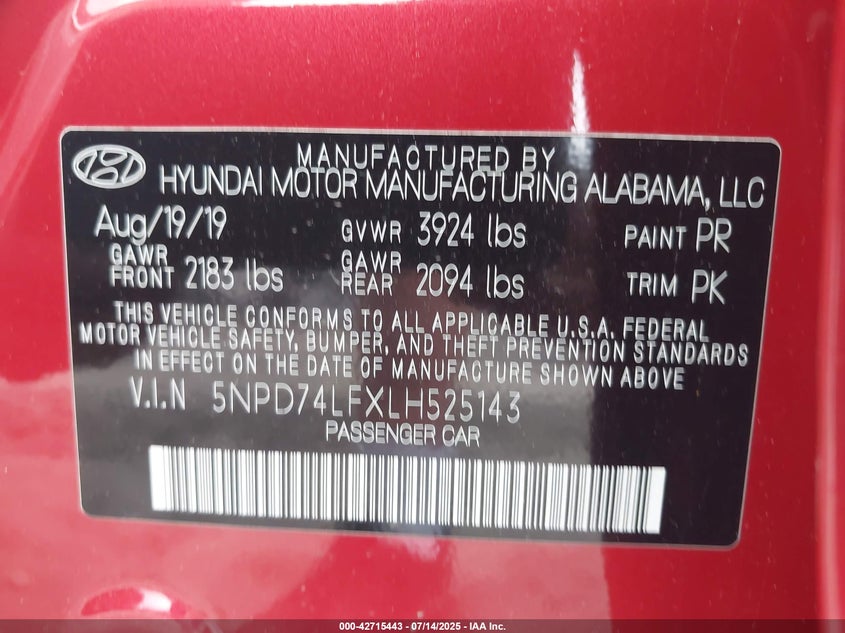 MANUFACTURED BY
HYUNDAI MOTOR MANUFACTURING ALABAMA, LLC
Aug/19/19 GVWR 3924 lbs PAINT PR
GAWR FRONT 2183 lbs GAWR REAR 2094 lbs TRIM PK
THIS VEHICLE CONFORMS TO ALL APPLICABLE U.S.A. FEDERAL
MOTOR VEHICLE SAFETY, BUMPER, AND THEFT PREVENTION STANDARDS
IN EFFECT ON THE DATE OF MANUFACTURE SHOWN ABOVE
V.I.N 5NPD74LFXLH525143
PASSENGER CAR
000-42715443 - 07/14/2025 - IAA Inc.